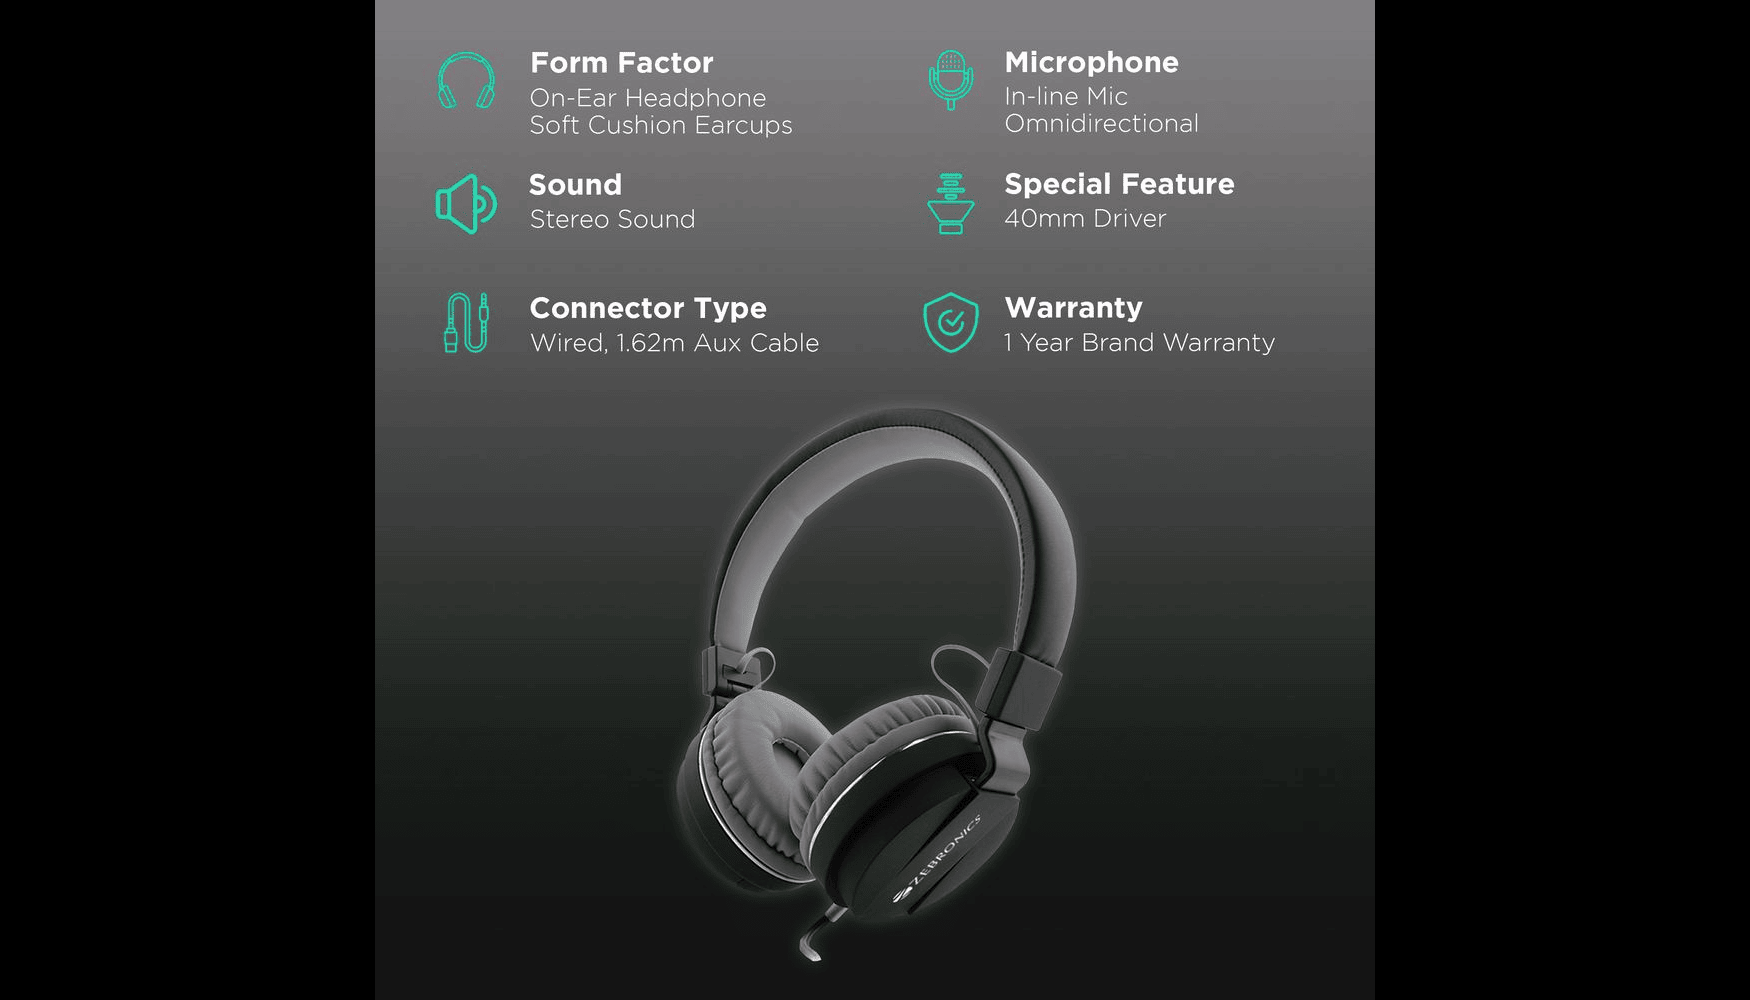 Form Factor
On-Ear Headphone
Soft Cushion Earcups
Microphone
In-line Mic
Omnidirectional
Sound
Stereo Sound
Special Feature
40mm Driver
Connector Type
Wired, 1.62m Aux Cable
Warranty
1 Year Brand Warranty
ZEBRONICS